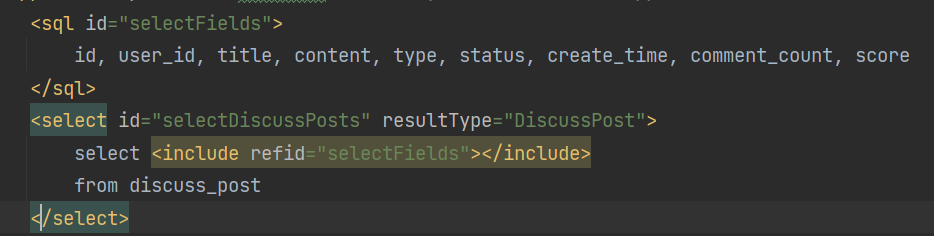 <sql id="selectFields">
id, user_id, title, content, type, status, create_time, comment_count, score
</sql>
<select id="selectDiscussPosts" resultType="DiscussPost">
select <include refid="selectFields"></include>
from discuss_post
</select>